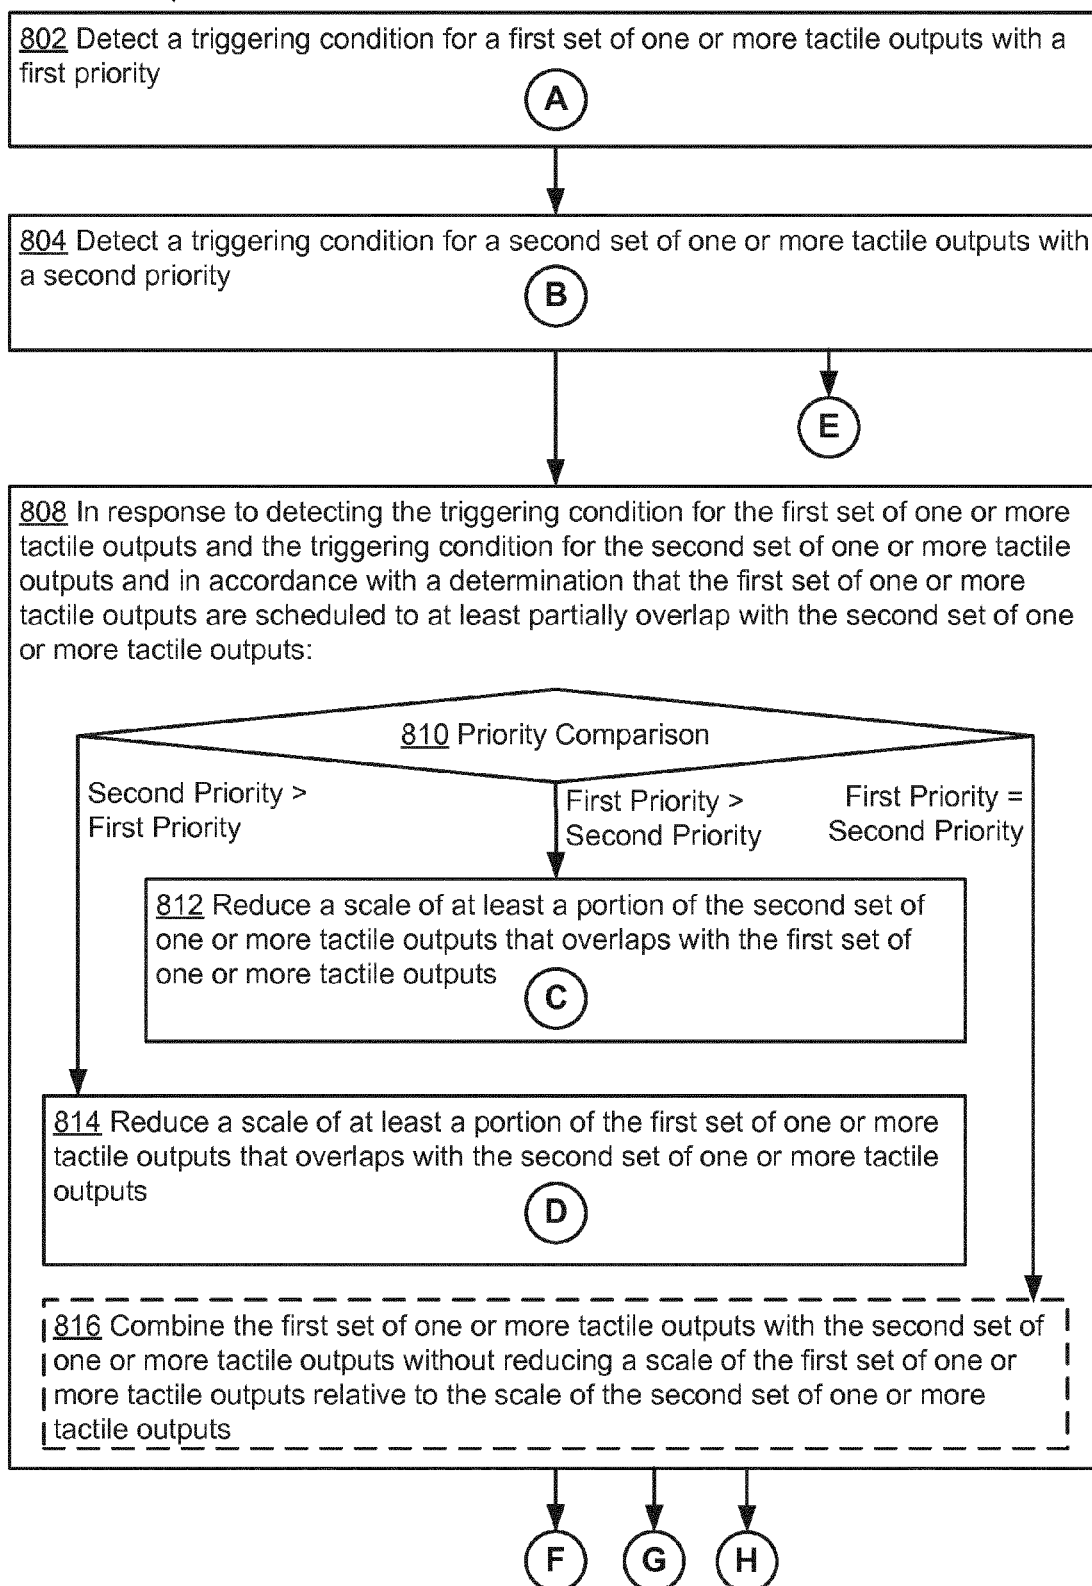 802 Detect a triggering condition for a first set of one or more tactile outputs with a
first priority
A
804 Detect a triggering condition for a second set of one or more tactile outputs with
a second priority
B
E
808 In response to detecting the triggering condition for the first set of one or more
tactile outputs and the triggering condition for the second set of one or more tactile
outputs and in accordance with a determination that the first set of one or more
tactile outputs are scheduled to at least partially overlap with the second set of one
or more tactile outputs:
810 Priority Comparison
Second Priority >
First Priority
First Priority >
Second Priority
First Priority =
Second Priority
812 Reduce a scale of at least a portion of the second set of
one or more tactile outputs that overlaps with the first set of
one or more tactile outputs
C
814 Reduce a scale of at least a portion of the first set of one or more
tactile outputs that overlaps with the second set of one or more tactile
outputs
D
816 Combine the first set of one or more tactile outputs with the second set of
one or more tactile outputs without reducing a scale of the first set of one or
more tactile outputs relative to the scale of the second set of one or more
tactile outputs
F
G
H